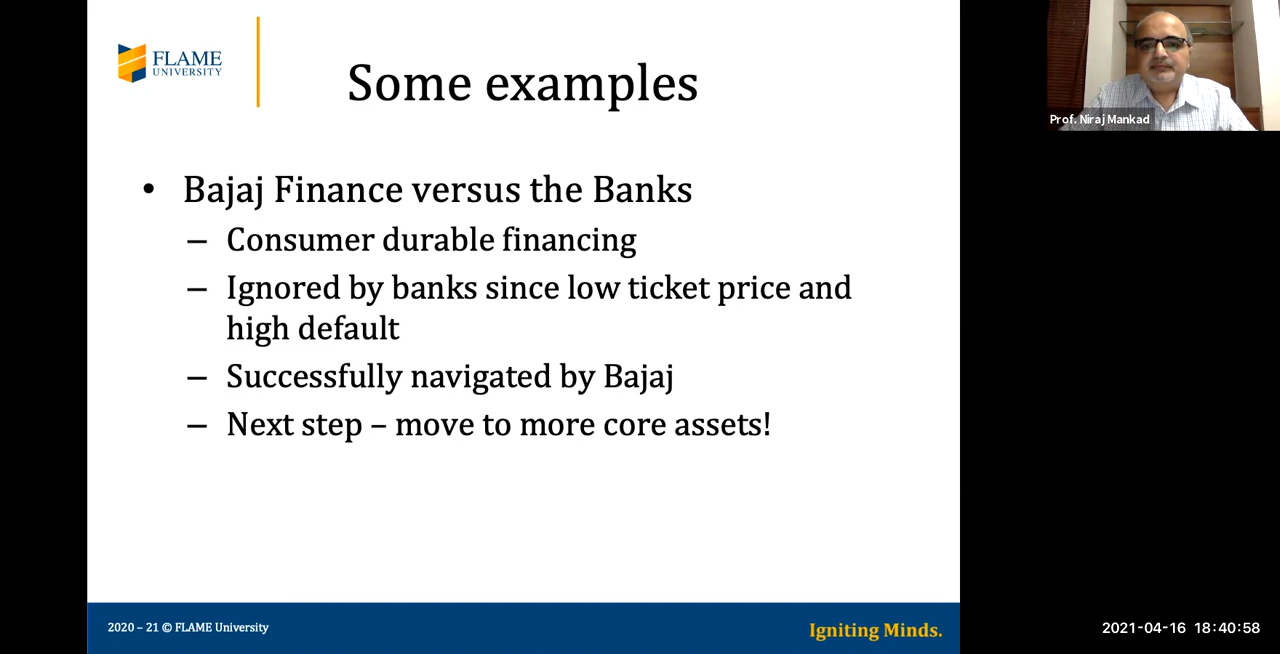 FLAME
UNIVERSITY
Some examples
Prof. Niraj Mankad
• Bajaj Finance versus the Banks
– Consumer durable financing
– Ignored by banks since low ticket price and
high default
– Successfully navigated by Bajaj
– Next step – move to more core assets!
2020 – 21 © FLAME University
Igniting Minds.
2021-04-16 18:40:58